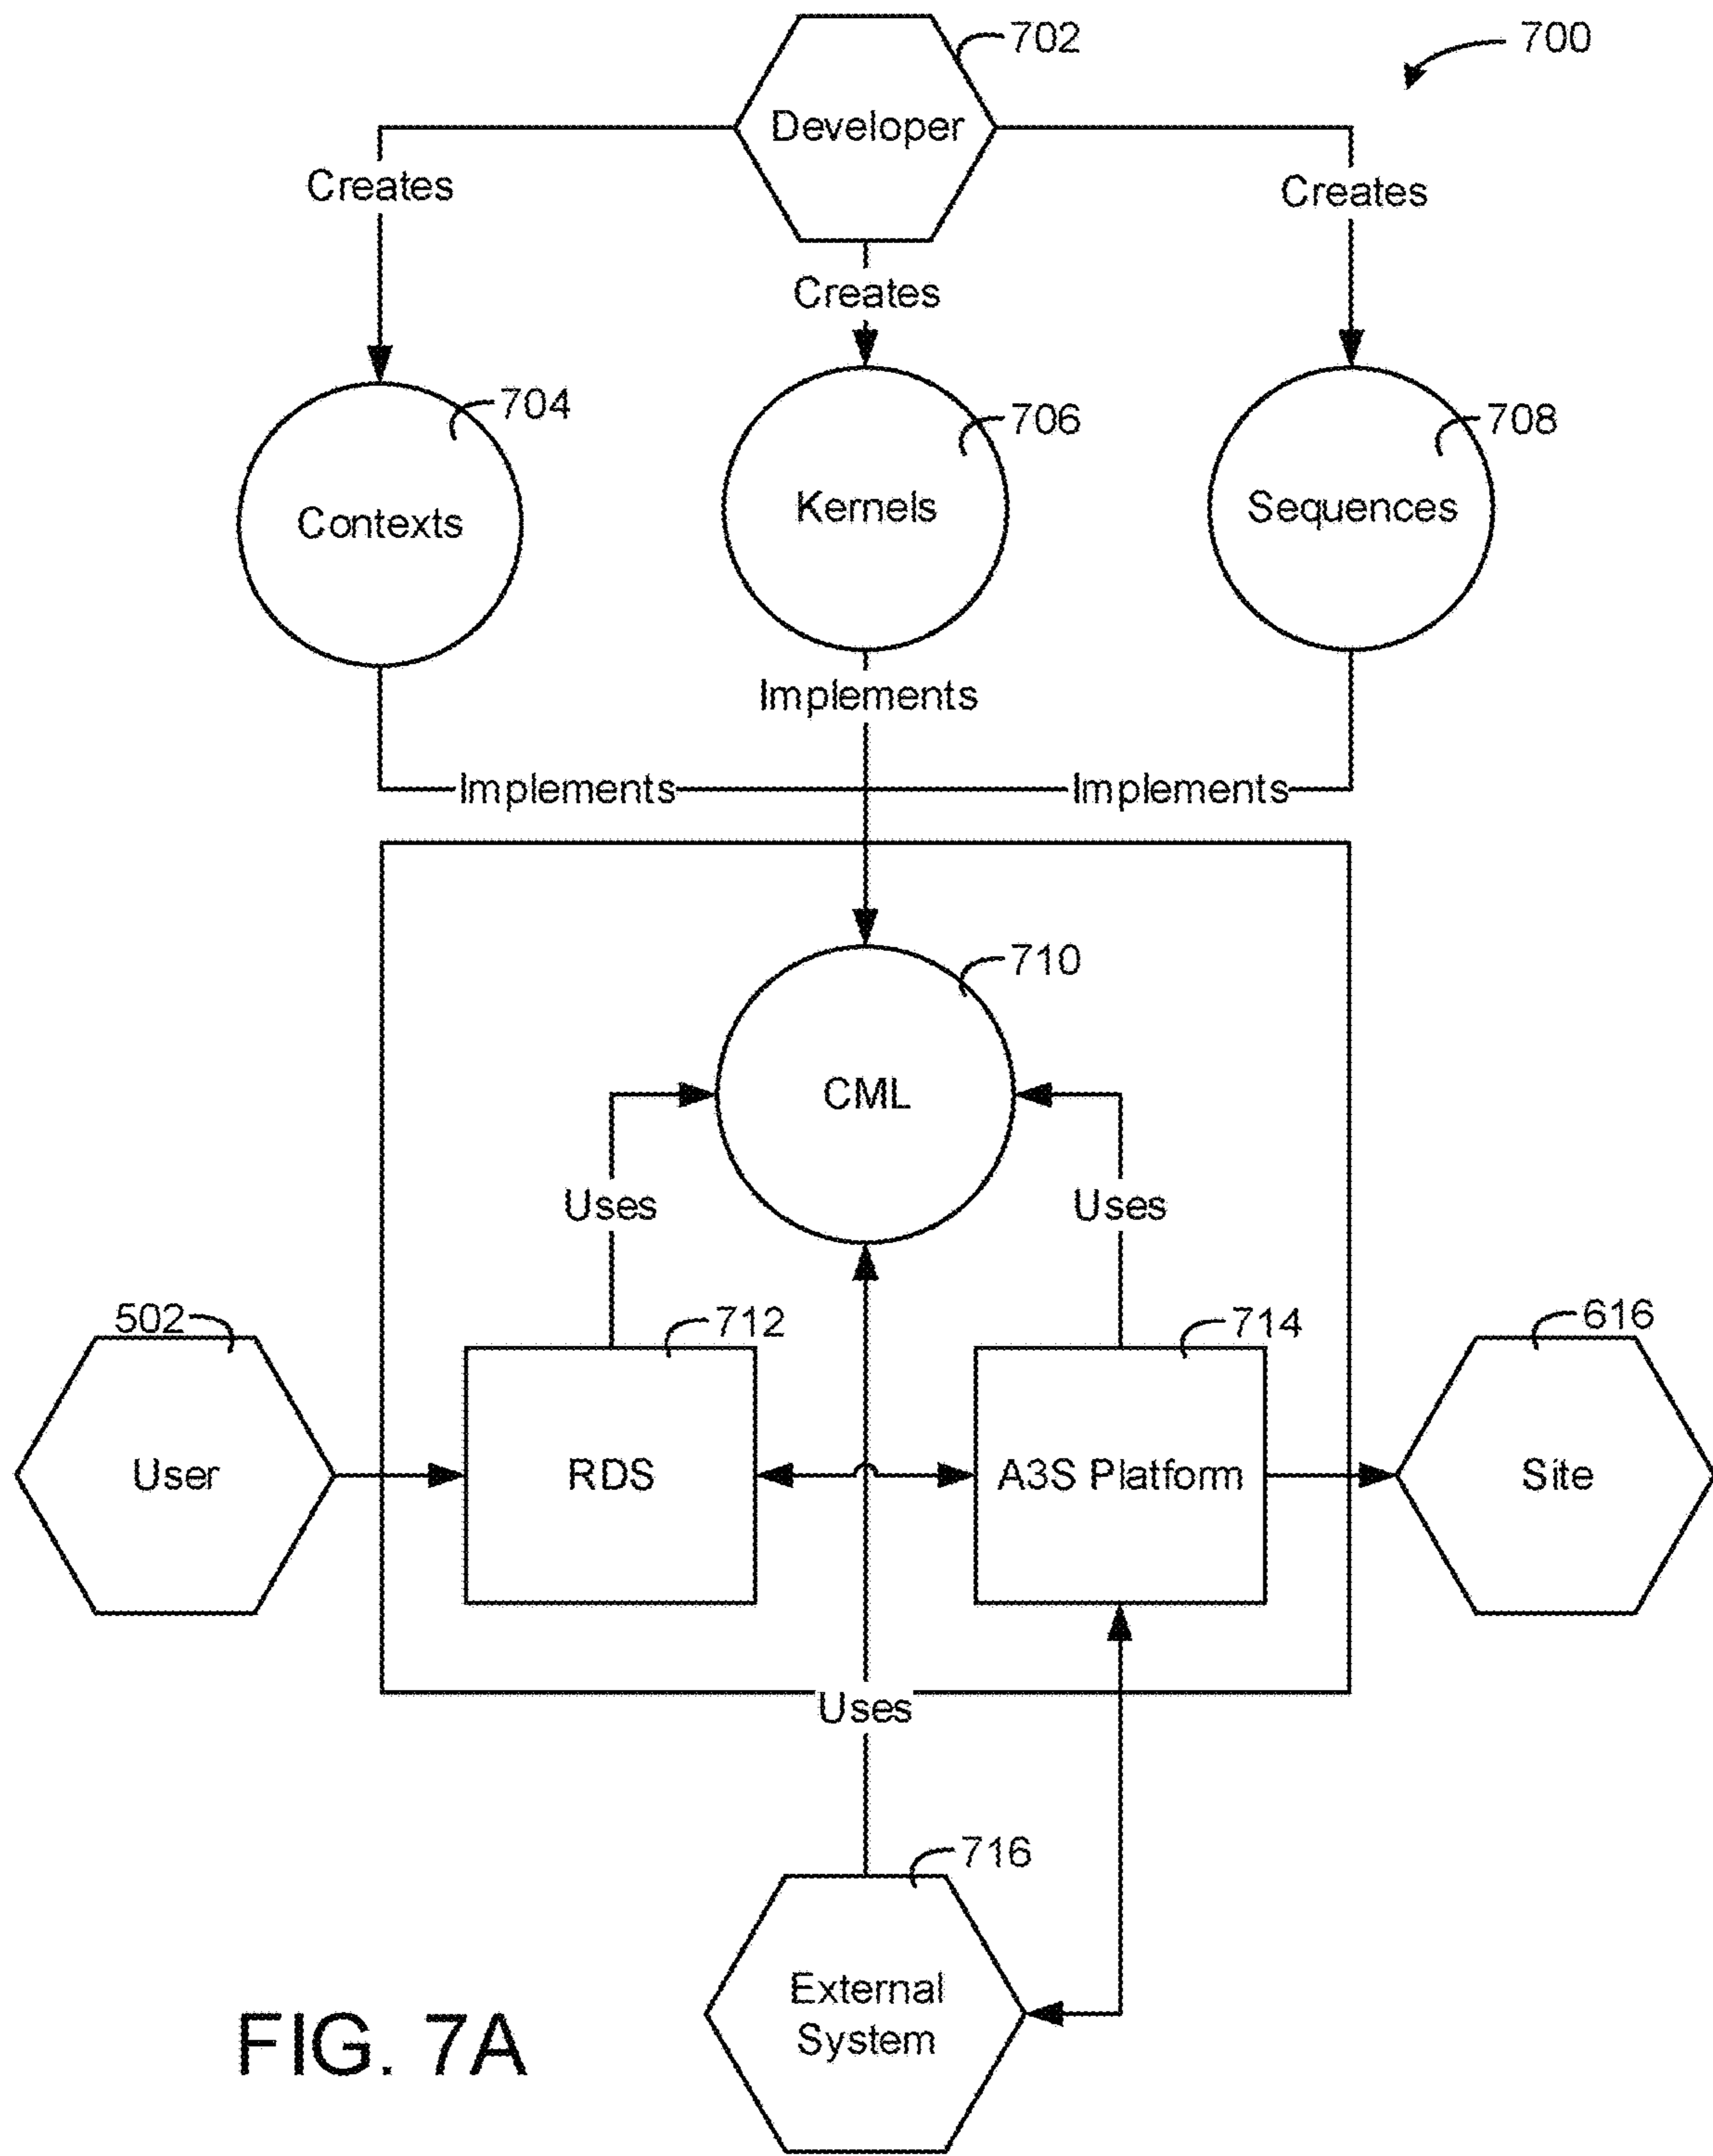 702
700
Developer
Creates
Creates
Creates
704
706
708
Contexts
Kernels
Sequences
Implements
Implements
Implements
710
CML
Uses
Uses
502
712
714
616
User
RDS
A3S Platform
Site
Uses
716
External
System
FIG. 7A